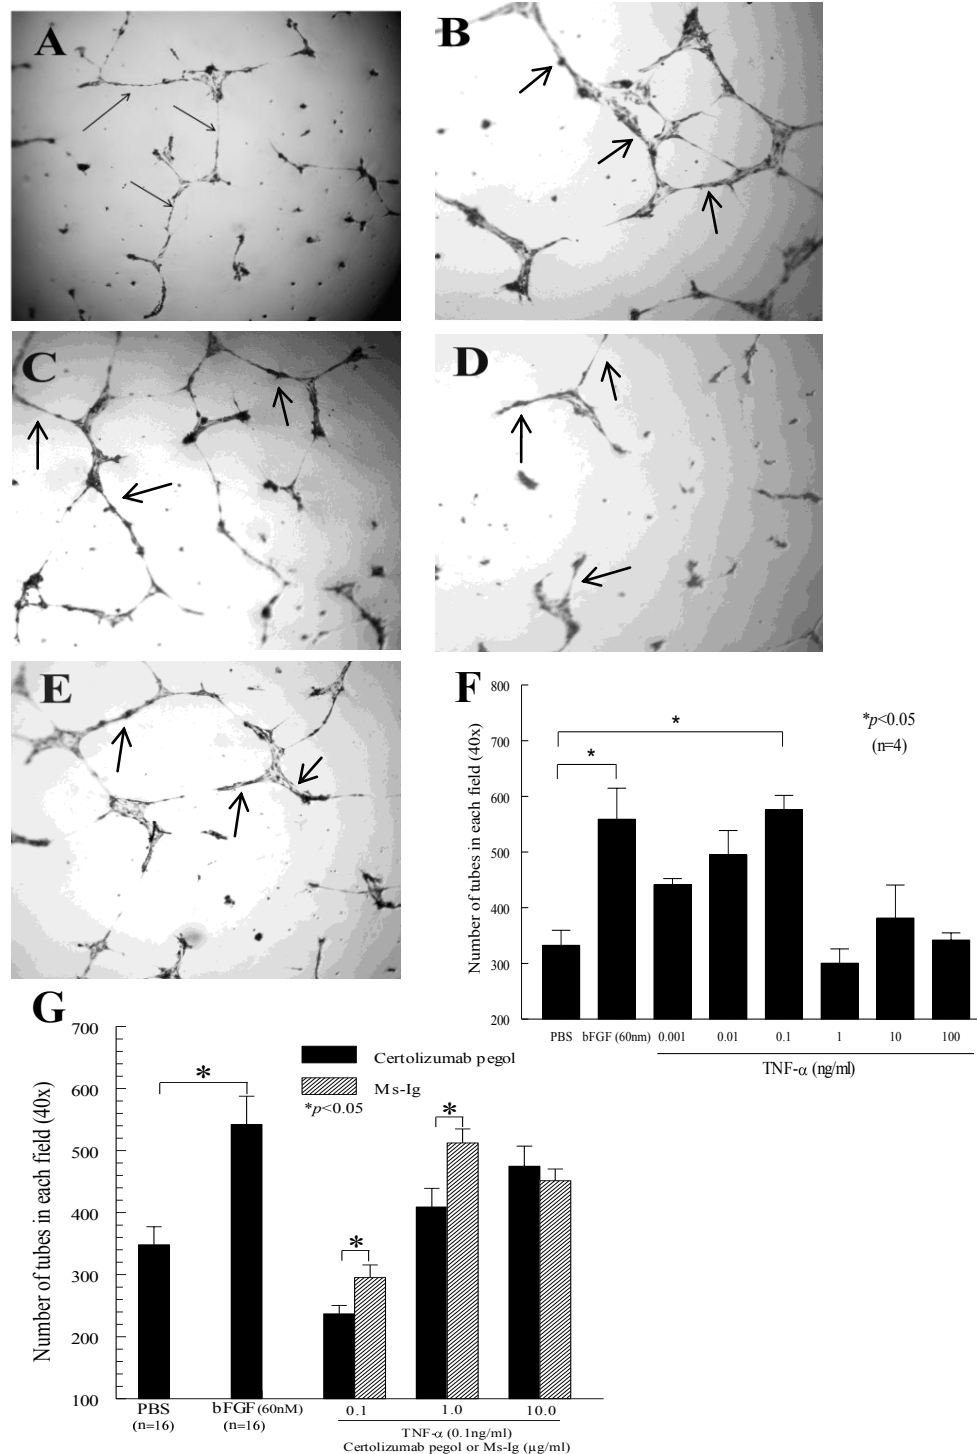 A
B
C
D
E
F
800
700
600
500
400
300
200
Number of tubes in each field (40x)
*
*
*p<0.05
(n=4)
PBS
bFGF (60nm)
0.001
0.01
0.1
1
10
100
TNF-α (ng/ml)
G
700
600
500
400
300
200
100
Number of tubes in each field (40x)
Certolizumab pegol
Ms-Ig
*p<0.05
*
*
*
PBS
(n=16)
bFGF (60nM)
(n=16)
0.1
1.0
10.0
TNF-α (0.1ng/ml)
Certolizumab pegol or Ms-Ig (µg/ml)